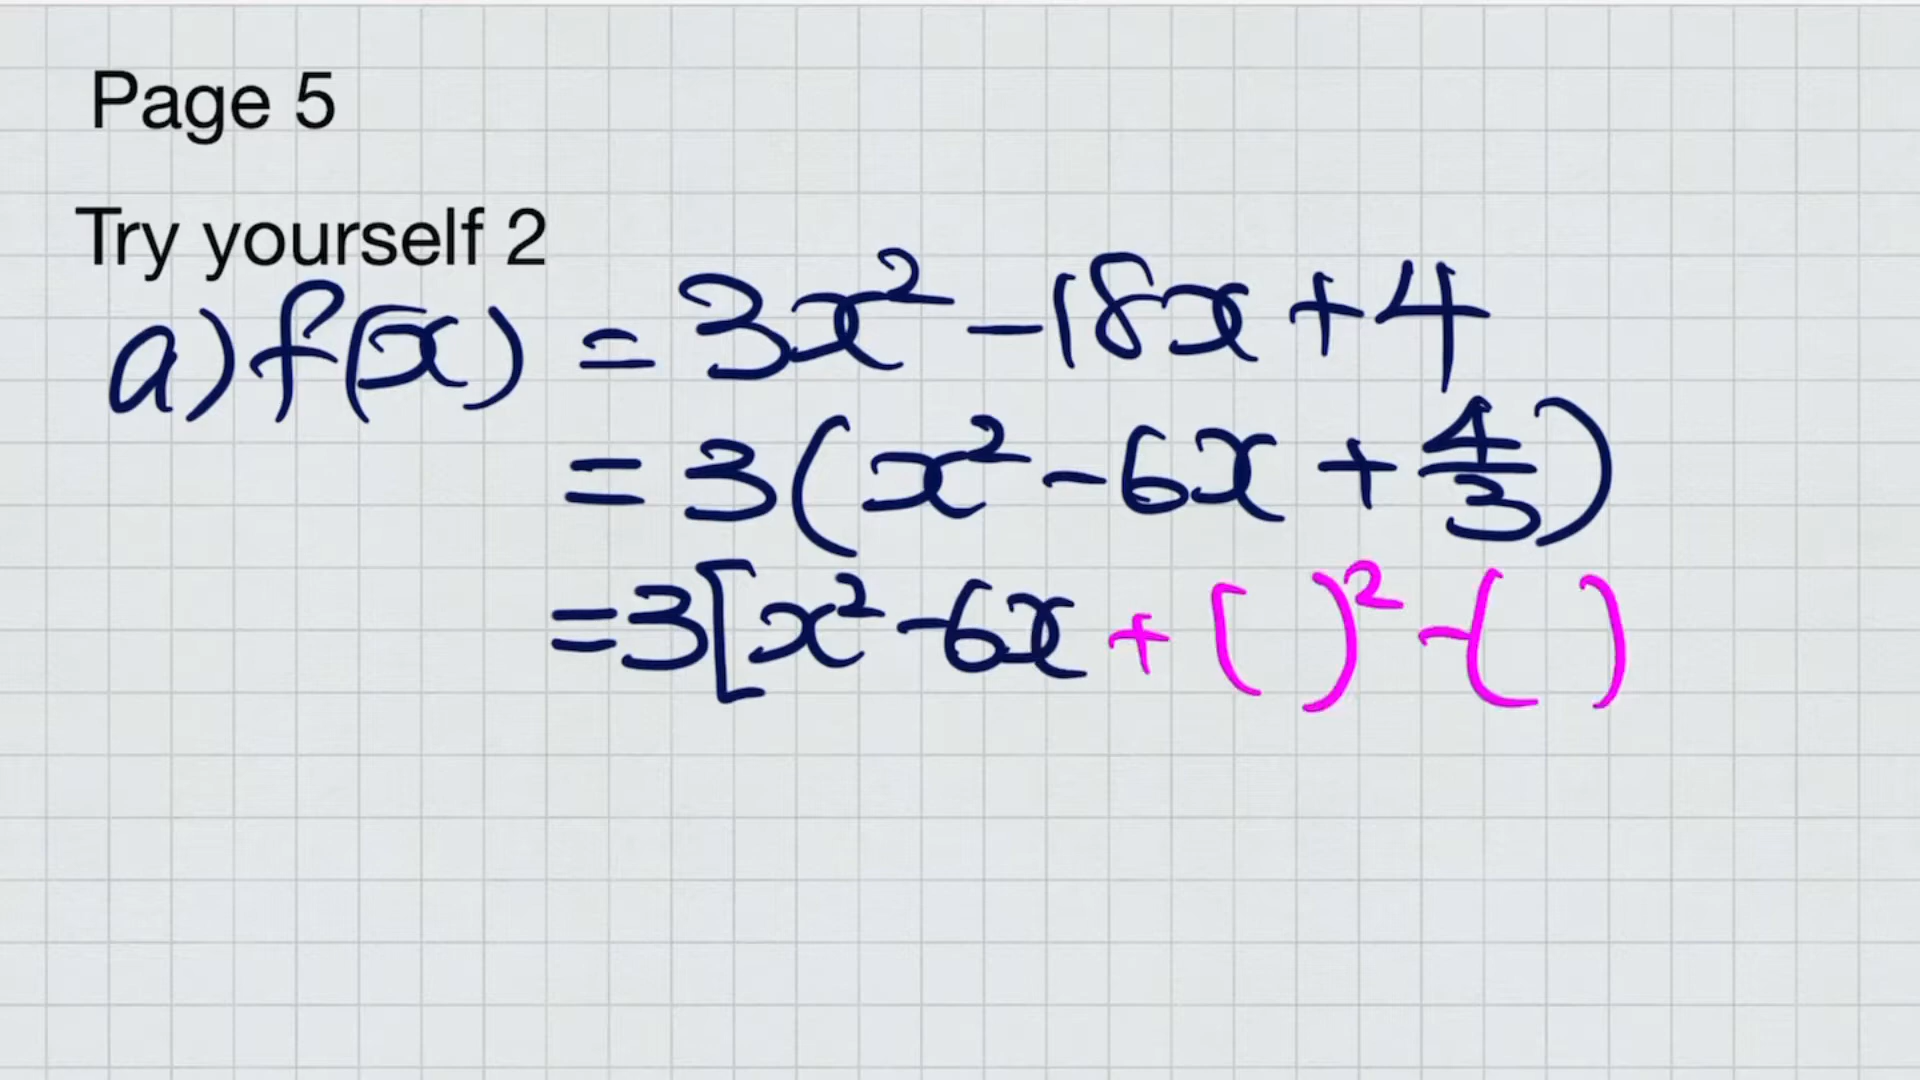 Page 5
Try yourself 2
a) f(x) = 3x² - 18x + 4
= 3(x² - 6x + 4/3)
= 3[x² - 6x + ( )² - ( )